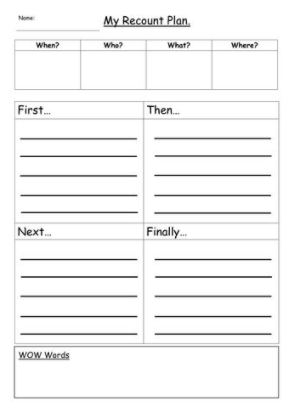 Name:
My Recount Plan.
When? Who? What? Where?
First... Then...
Next... Finally...
WOW Words